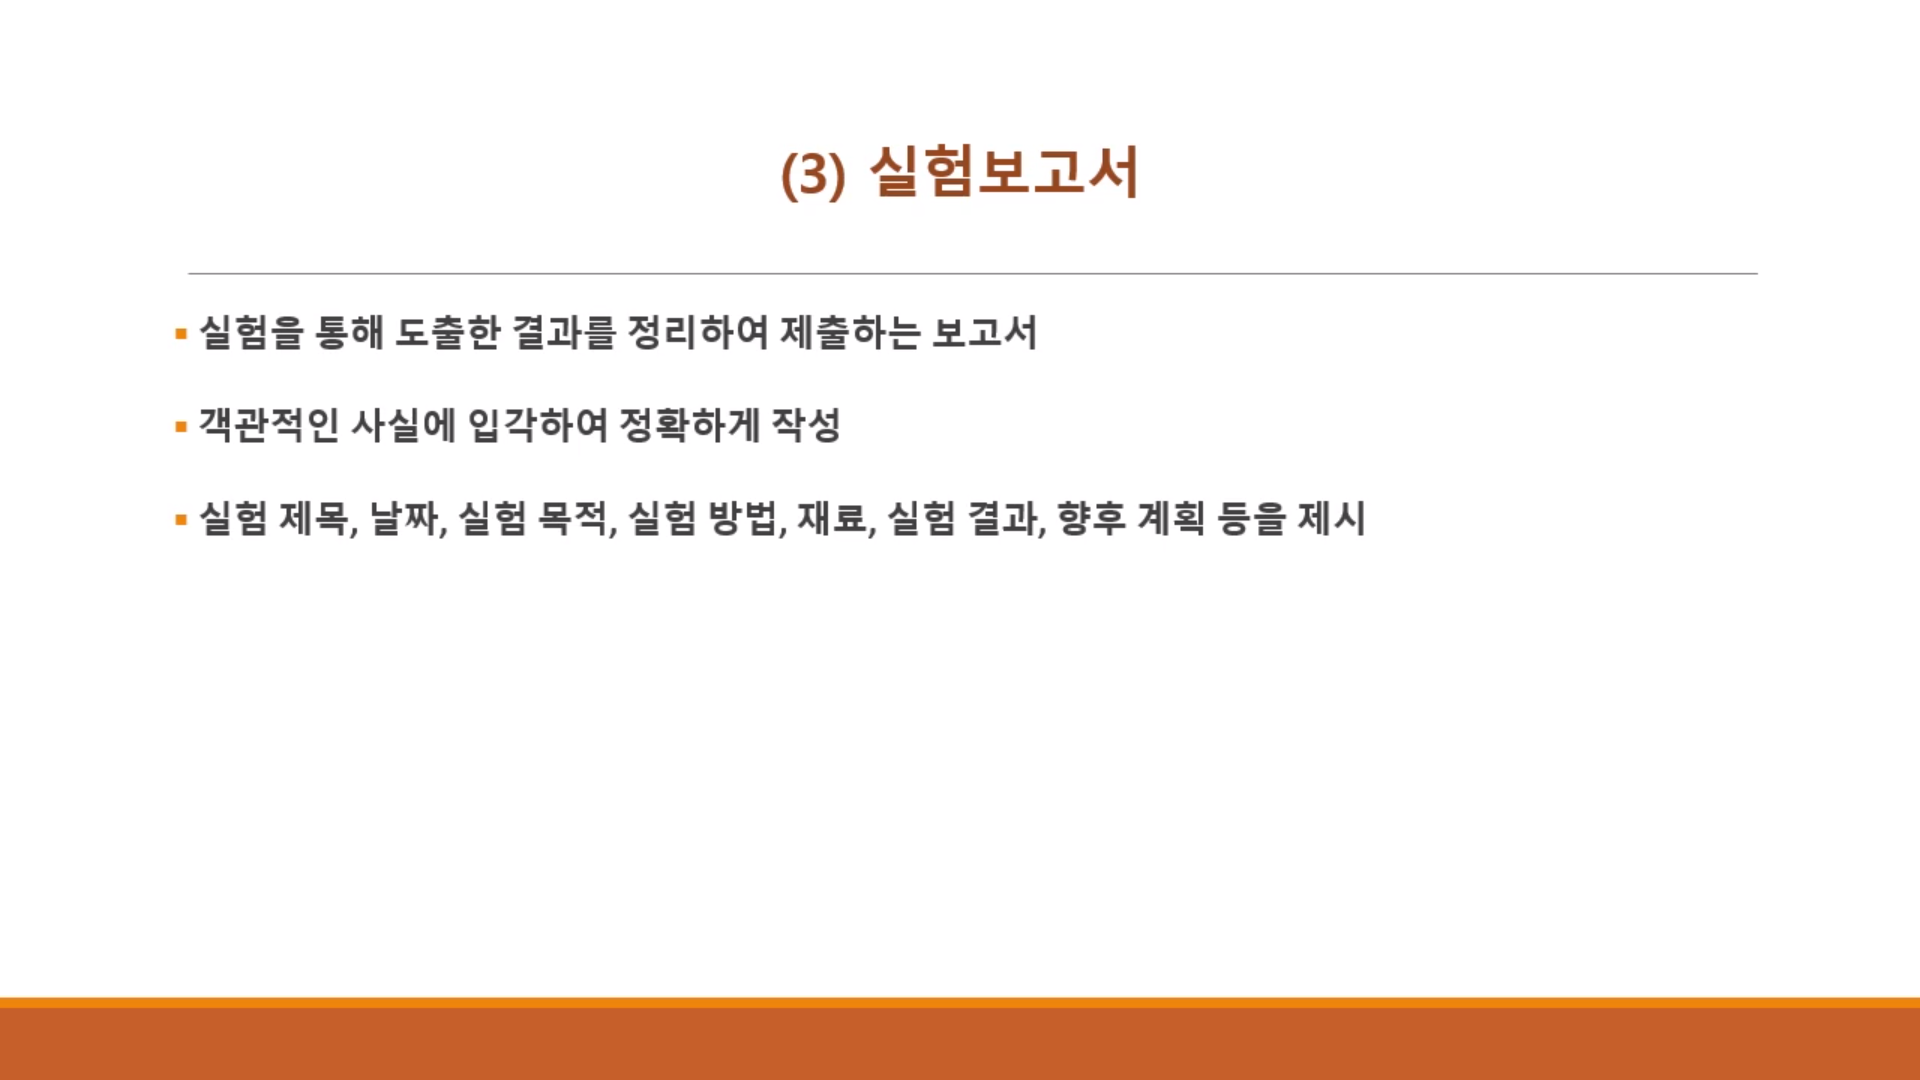 (3) 실험보고서
▪ 실험을 통해 도출한 결과를 정리하여 제출하는 보고서
▪ 객관적인 사실에 입각하여 정확하게 작성
▪ 실험 제목, 날짜, 실험 목적, 실험 방법, 재료, 실험 결과, 향후 계획 등을 제시